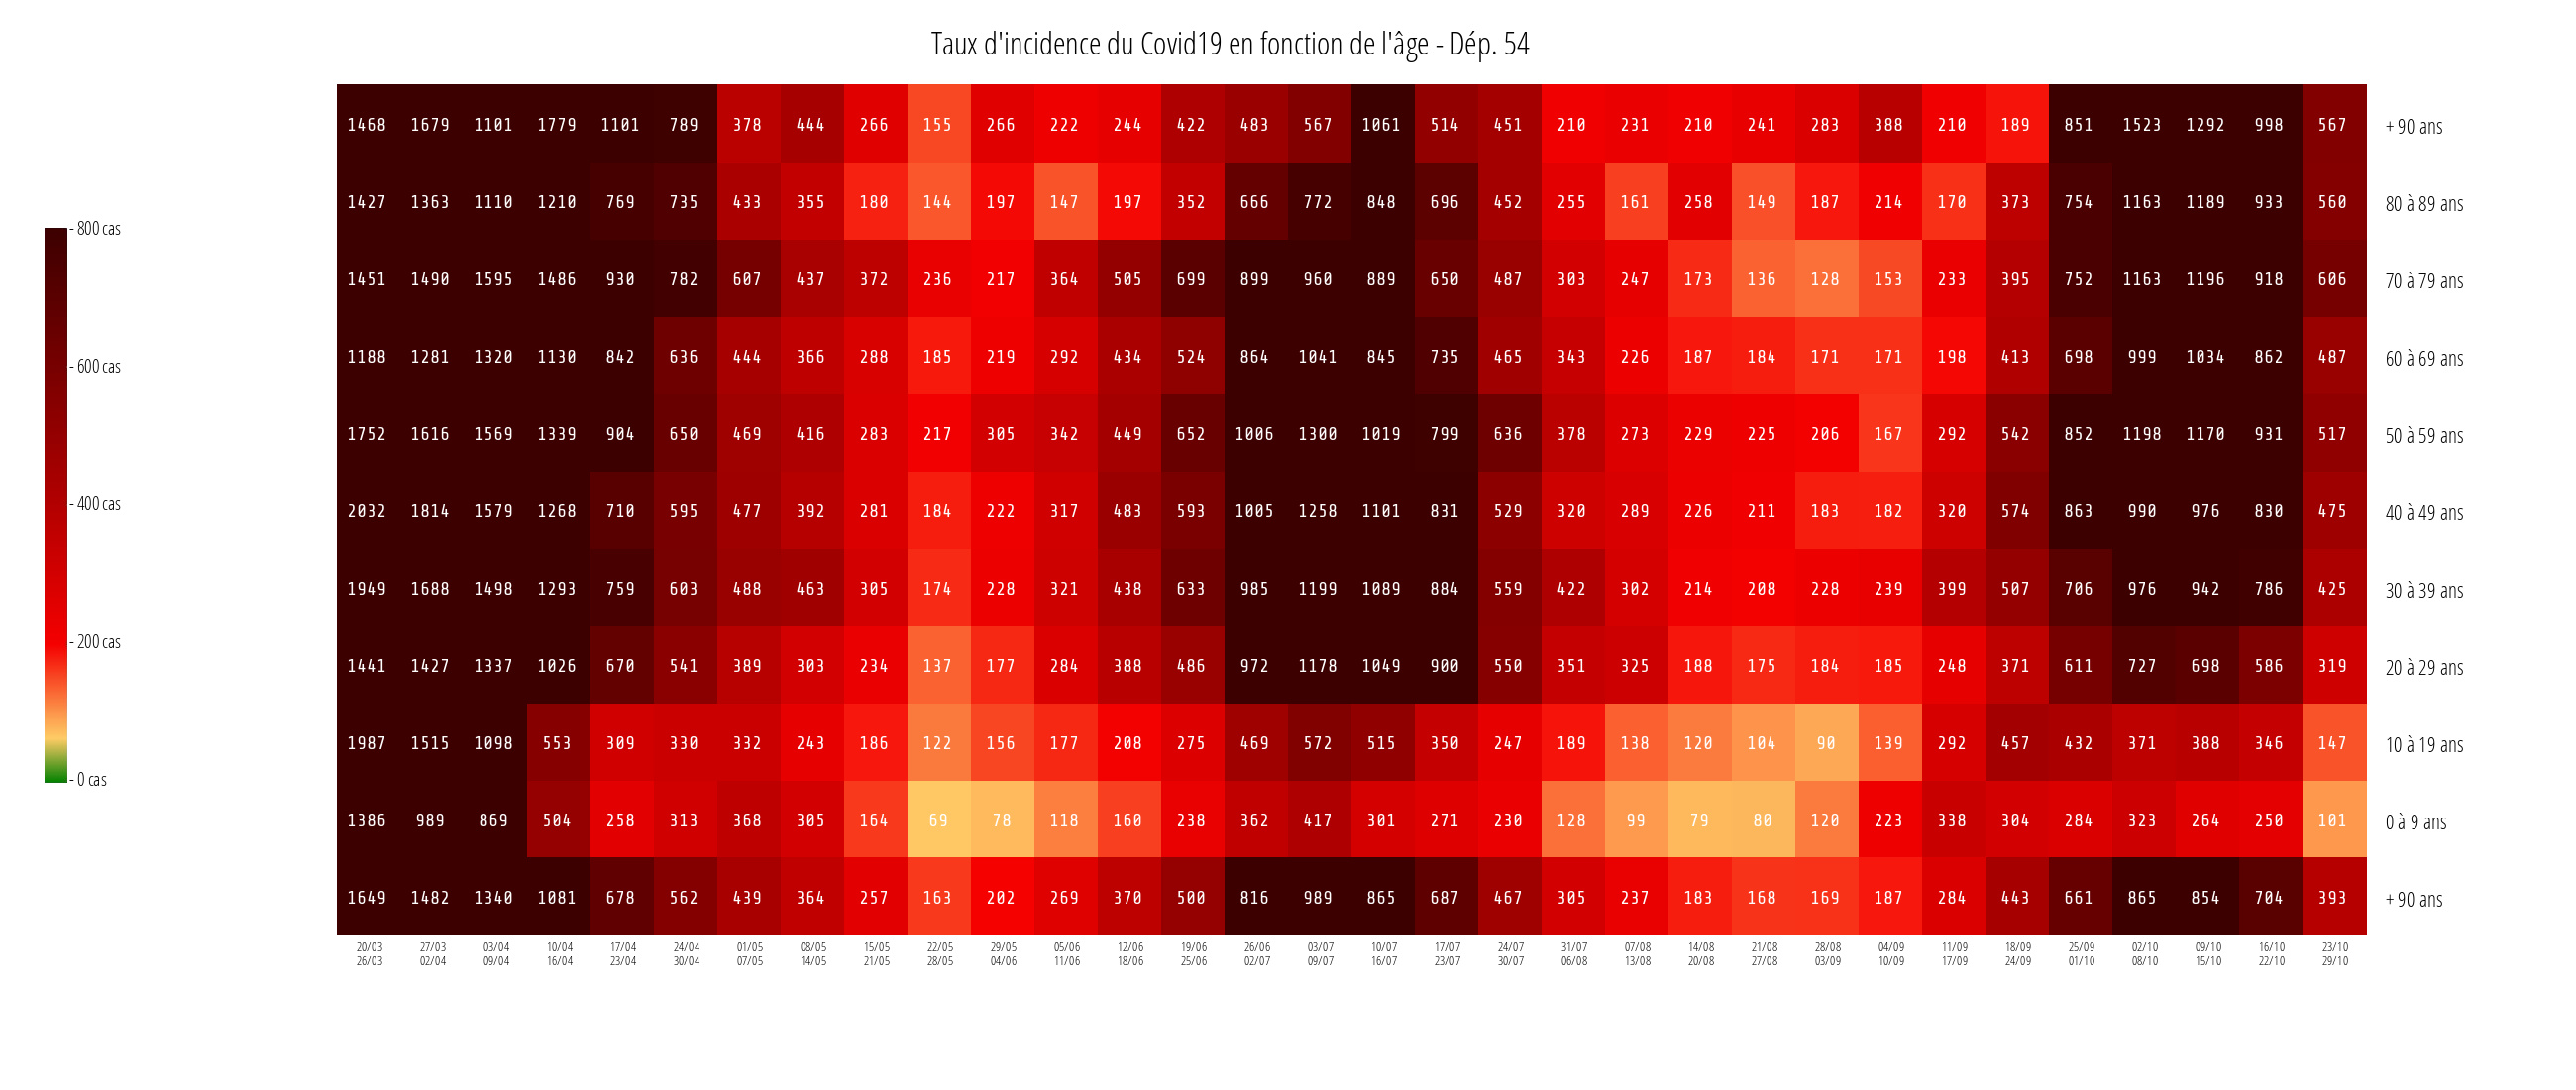 Taux d'incidence du Covid19 en fonction de l'âge - Dép. 54
- 800 cas
- 600 cas
- 400 cas
- 200 cas
- 0 cas
1468 1679 1101 1779 1101 789 378 444 266 155 266 222 244 422 483 567 1061 514 451 210 231 210 241 283 388 210 189 851 1523 1292 998 567 + 90 ans
1427 1363 1110 1210 769 735 433 355 180 144 197 147 197 352 666 772 848 696 452 255 161 258 149 187 214 170 373 754 1163 1189 933 560 80 à 89 ans
1451 1490 1595 1486 930 782 607 437 372 236 217 364 505 699 899 960 889 650 487 303 247 173 136 128 153 233 395 752 1163 1196 918 606 70 à 79 ans
1188 1281 1320 1130 842 636 444 366 288 185 219 292 434 524 864 1041 845 735 465 343 226 187 184 171 171 198 413 698 999 1034 862 487 60 à 69 ans
1752 1616 1569 1339 904 650 469 416 283 217 305 342 449 652 1006 1300 1019 799 636 378 273 229 225 206 167 292 542 852 1198 1170 931 517 50 à 59 ans
2032 1814 1579 1268 710 595 477 392 281 184 222 317 483 593 1005 1258 1101 831 529 320 289 226 211 183 182 320 574 863 990 976 830 475 40 à 49 ans
1949 1688 1498 1293 759 603 488 463 305 174 228 321 438 633 985 1199 1089 884 559 422 302 214 208 228 239 399 507 706 976 942 786 425 30 à 39 ans
1441 1427 1337 1026 670 541 389 303 234 137 177 284 388 486 972 1178 1049 900 550 351 325 188 175 184 185 248 371 611 727 698 586 319 20 à 29 ans
1987 1515 1098 553 309 330 332 243 186 122 156 177 208 275 469 572 515 350 247 189 138 120 104 90 139 292 457 432 371 388 346 147 10 à 19 ans
1386 989 869 504 258 313 368 305 164 69 78 118 160 238 362 417 301 271 230 128 99 79 80 120 223 338 304 284 323 264 250 101 0 à 9 ans
1649 1482 1340 1081 678 562 439 364 257 163 202 269 370 500 816 989 865 687 467 305 237 183 168 169 187 284 443 661 865 854 704 393 + 90 ans
20/03 27/03 03/04 10/04 17/04 24/04 01/05 08/05 15/05 22/05 29/05 05/06 12/06 19/06 26/06 03/07 10/07 17/07 24/07 31/07 07/08 14/08 21/08 28/08 04/09 11/09 18/09 25/09 02/10 09/10 16/10 23/10
26/03 02/04 09/04 16/04 23/04 30/04 07/05 14/05 21/05 28/05 04/06 11/06 18/06 25/06 02/07 09/07 16/07 23/07 30/07 06/08 13/08 20/08 27/08 03/09 10/09 17/09 24/09 01/10 08/10 15/10 22/10 29/10